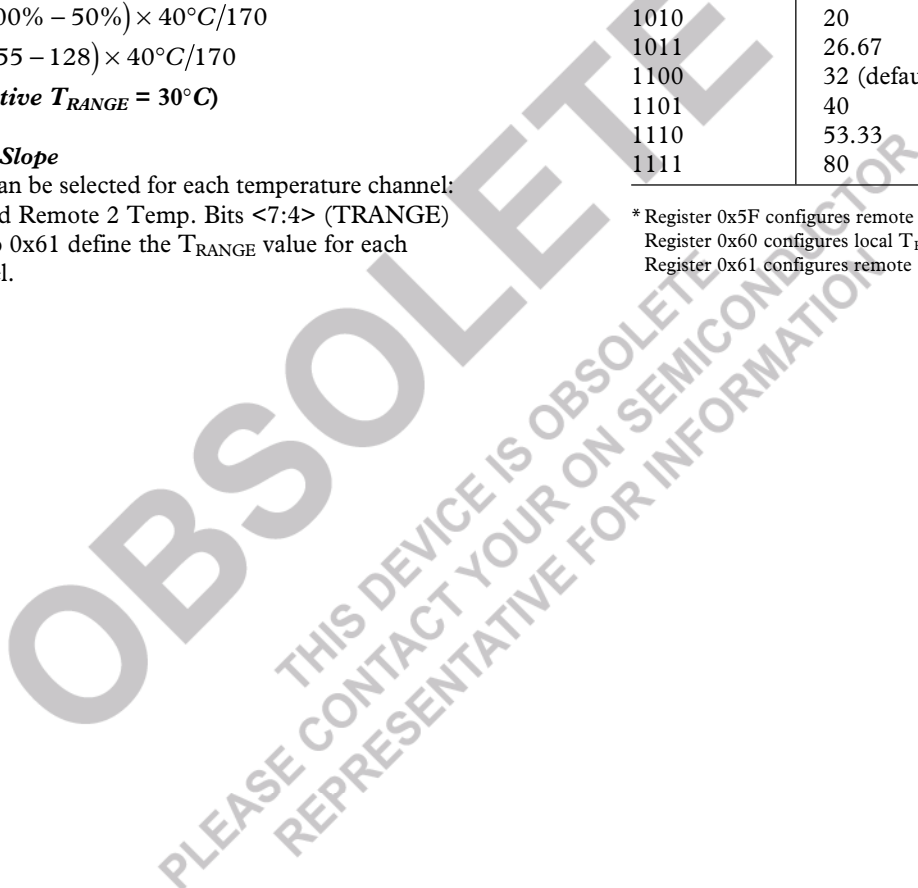 00% – 50%) × 40°C/170
55 – 128) × 40°C/170
tive T_RANGE = 30°C)
Slope
an be selected for each temperature channel:
d Remote 2 Temp. Bits <7:4> (TRANGE)
0x61 define the T_RANGE value for each
l.
1010 20
1011 26.67
1100 32 (defau
1101 40
1110 53.33
1111 80
* Register 0x5F configures remote
Register 0x60 configures local T_R
Register 0x61 configures remote
OBSOLETE
THIS DEVICE IS OBSOLETE
PLEASE CONTACT YOUR ON SEMICONDUCTOR
REPRESENTATIVE FOR INFORMATION